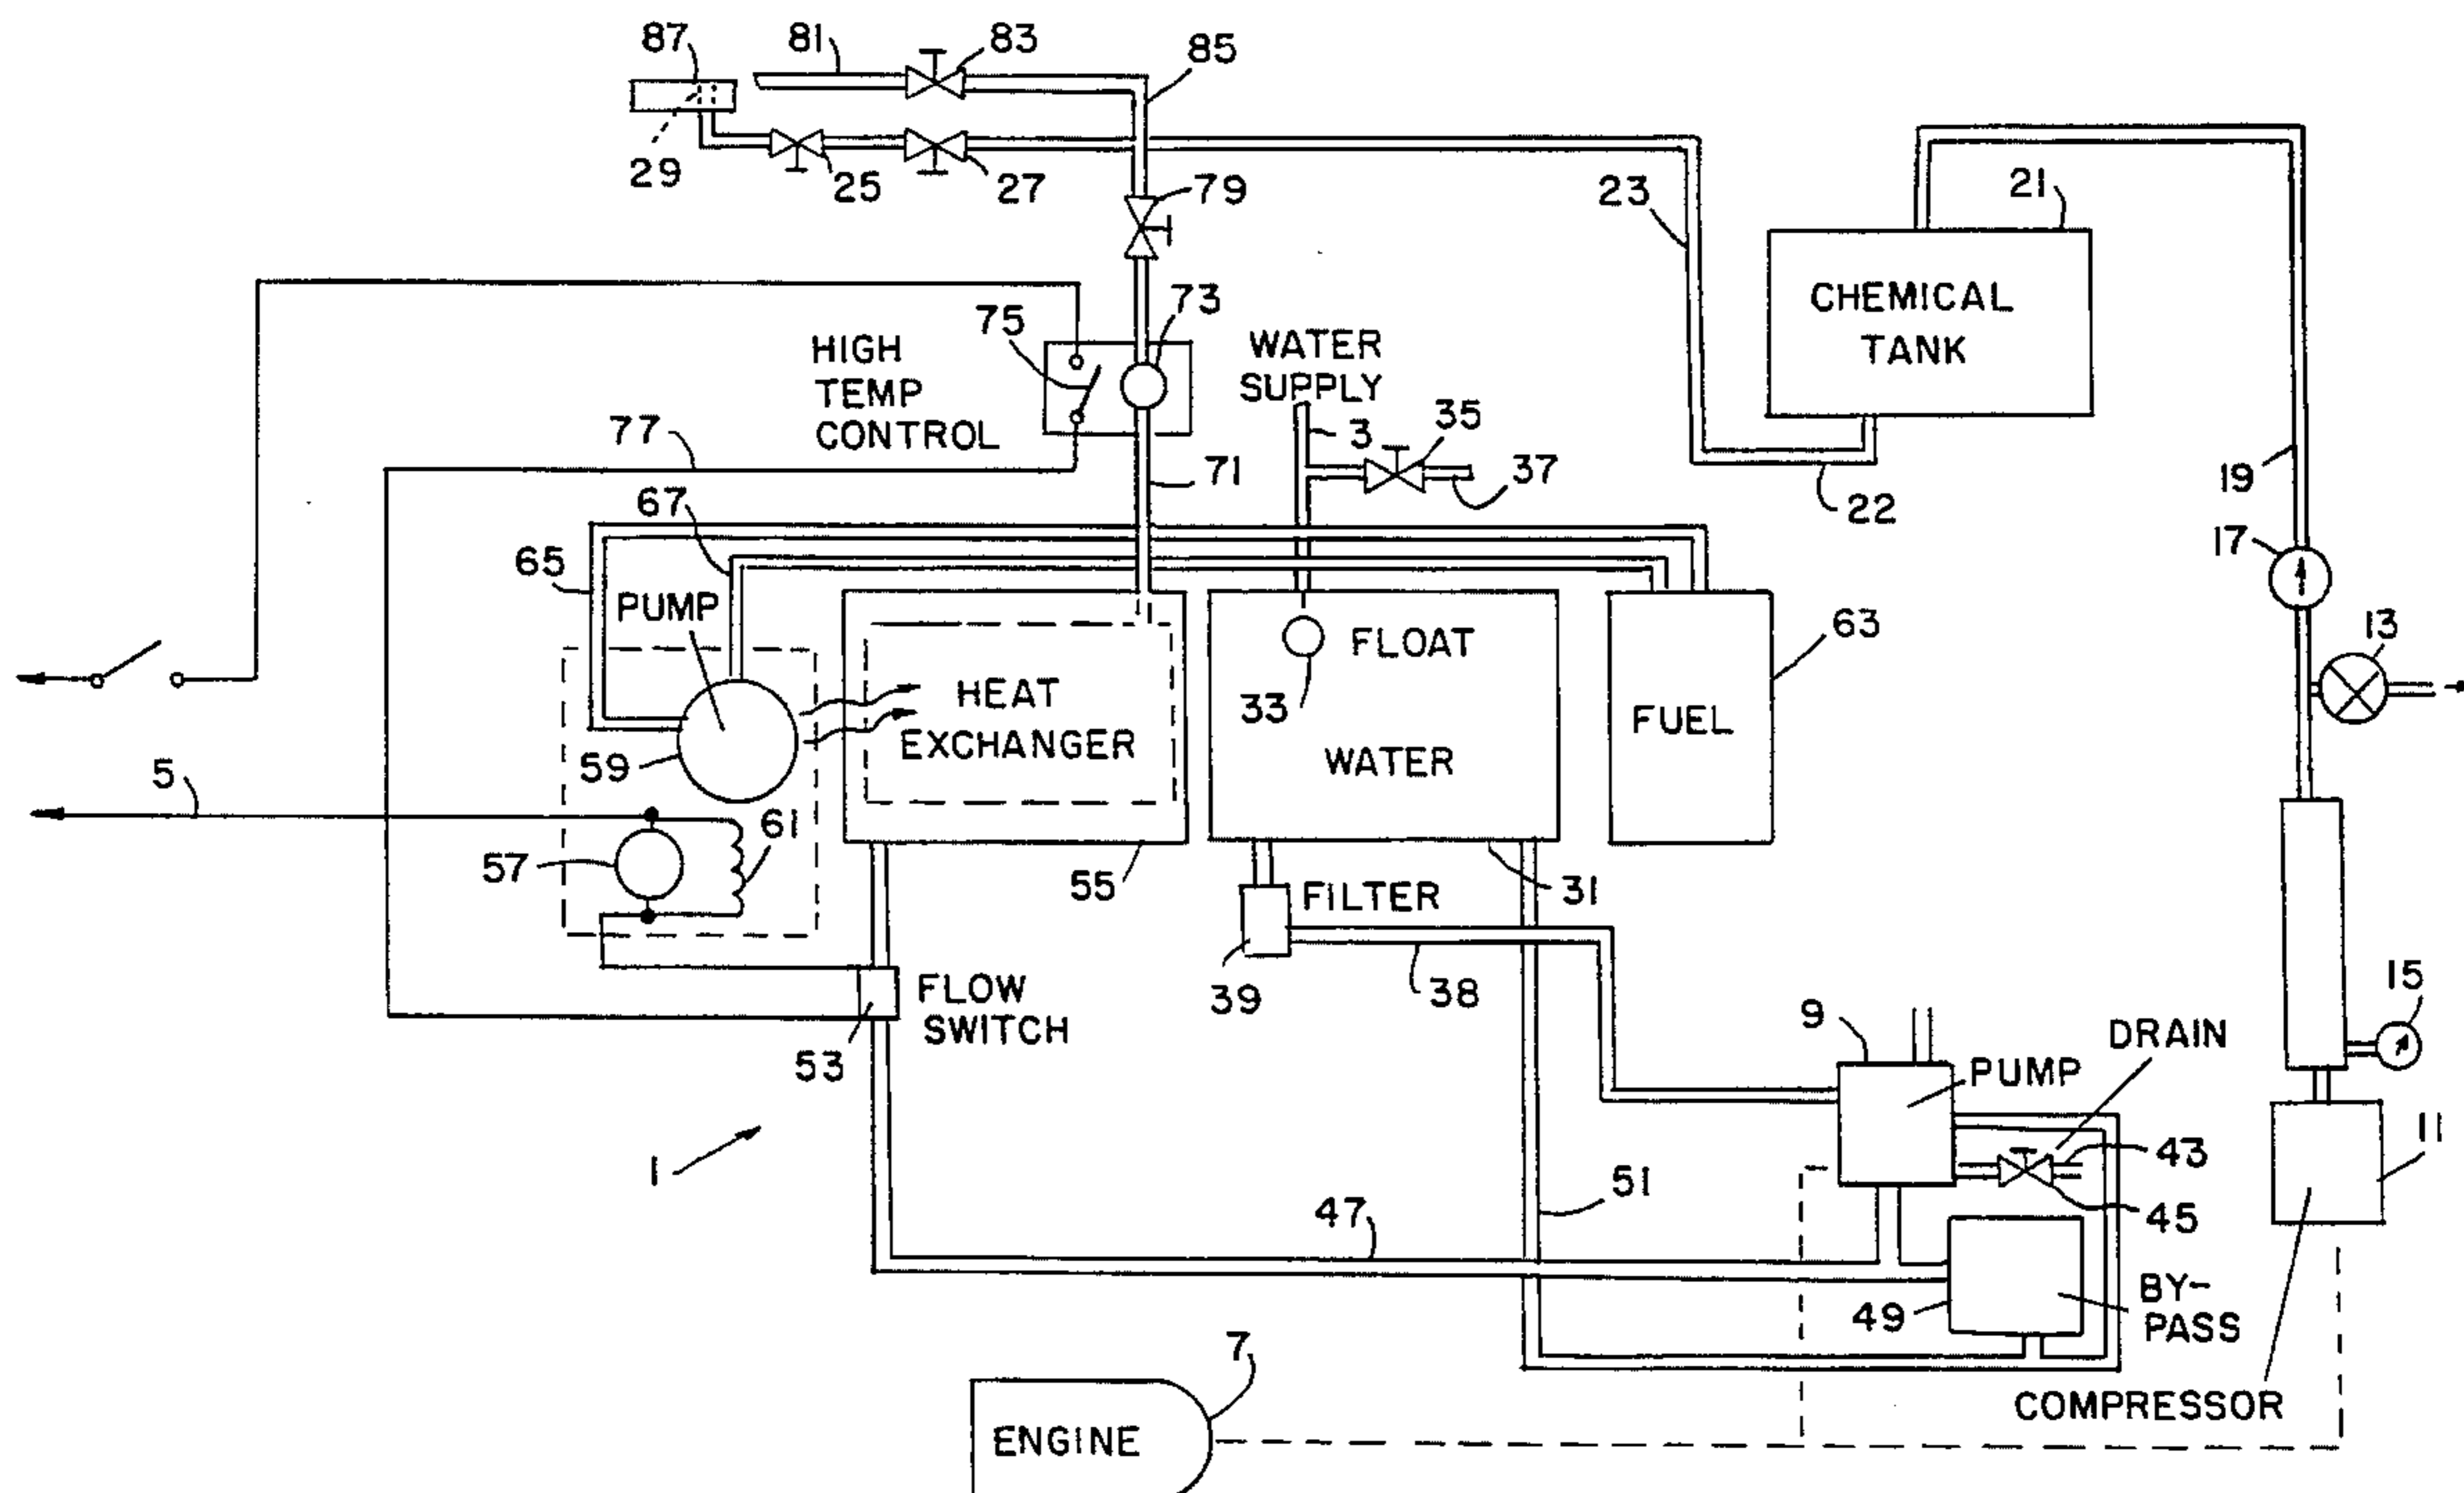 87
81
83
85
29
25
27
79
23
21
CHEMICAL
TANK
75
73
HIGH
TEMP
CONTROL
WATER
SUPPLY
3
35
37
77
71
22
19
17
67
65
PUMP
63
13
FLOAT
33
HEAT
EXCHANGER
WATER
FUEL
59
5
61
57
55
31
FILTER
39
38
FLOW
SWITCH
53
15
9
DRAIN
PUMP
43
45
11
1
51
47
49
BY-
PASS
7
ENGINE
COMPRESSOR